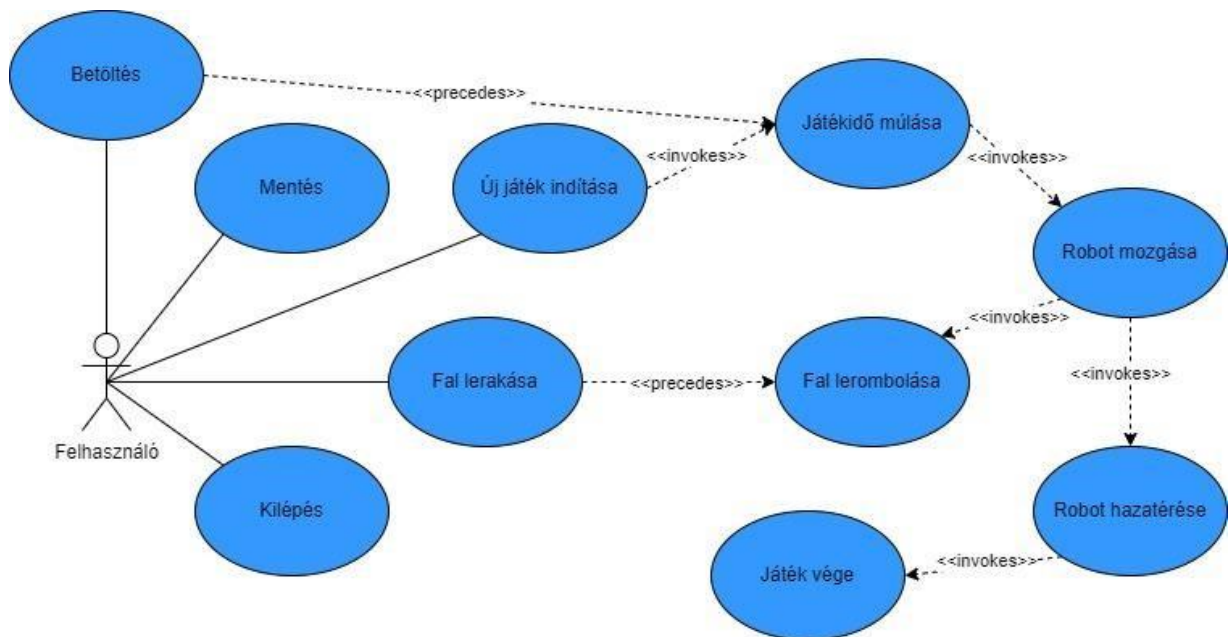 Betöltés
<<precedes>>
Játékidő múlása
<<invokes>>
<<invokes>>
Mentés
Új játék indítása
Robot mozgása
<<invokes>>
Fal lerakása
<<precedes>>
Fal lerombolása
<<invokes>>
Felhasználó
Kilépés
Robot hazatérése
<<invokes>>
Játék vége